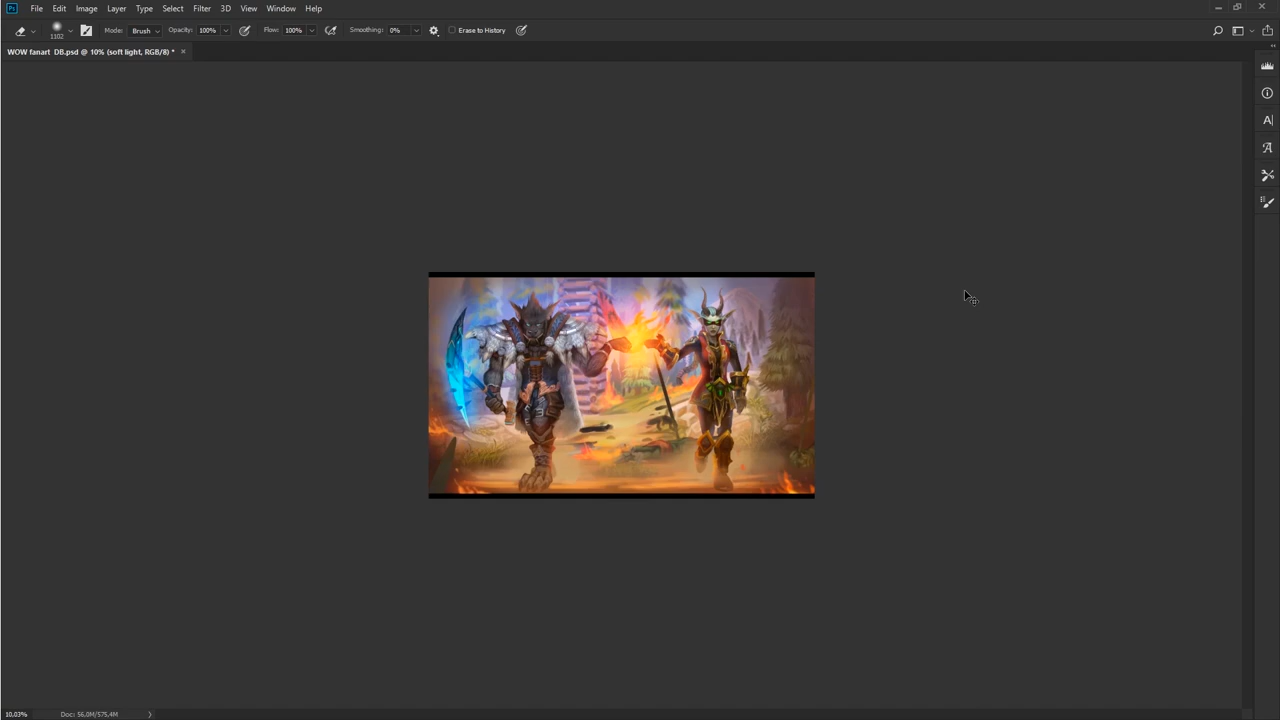 Ps File Edit Image Layer Type Select Filter 3D View Window Help
1102 Mode: Brush Opacity: 100% Flow: 100% Smoothing: 0% Erase to History
WOW fanart DB.psd @ 10% (soft light, RGB/8) * ×
A
A
10,03% Doc: 56,0M/575,4M